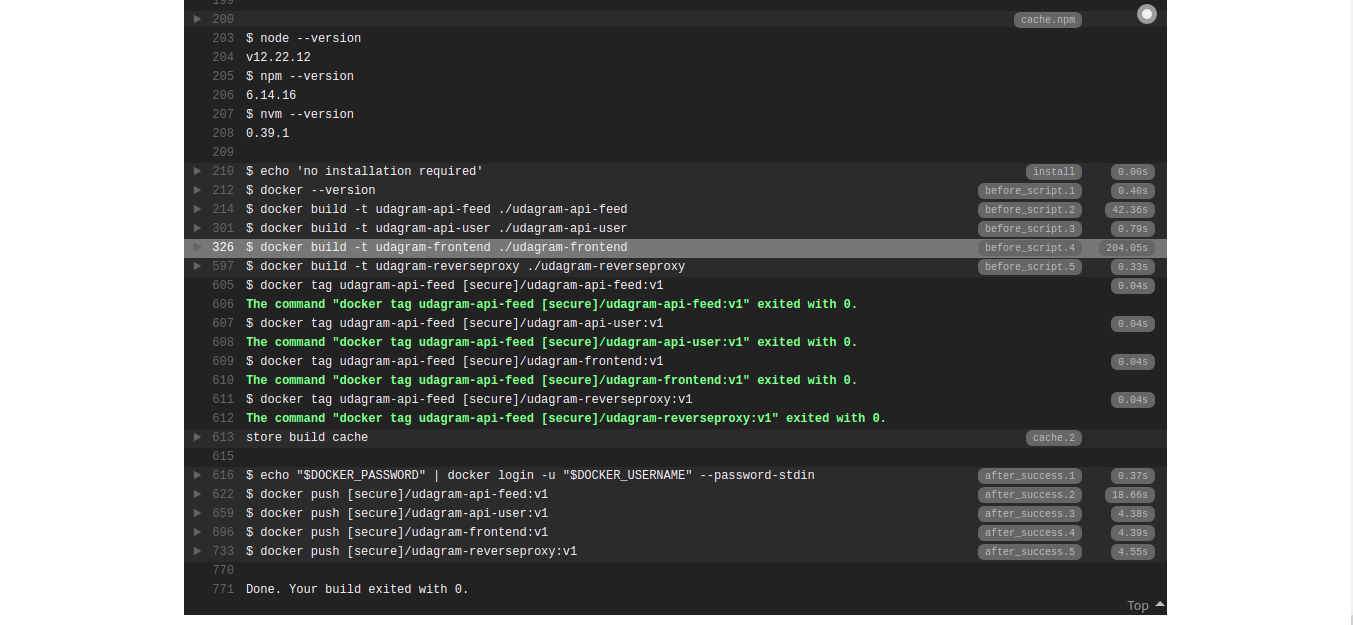 199
200 cache.npm
203 $ node --version
204 v12.22.12
205 $ npm --version
206 6.14.16
207 $ nvm --version
208 0.39.1
209
210 $ echo 'no installation required' install 0.00s
212 $ docker --version before_script.1 0.40s
214 $ docker build -t udagram-api-feed ./udagram-api-feed before_script.2 42.36s
301 $ docker build -t udagram-api-user ./udagram-api-user before_script.3 0.79s
326 $ docker build -t udagram-frontend ./udagram-frontend before_script.4 204.05s
597 $ docker build -t udagram-reverseproxy ./udagram-reverseproxy before_script.5 0.33s
605 $ docker tag udagram-api-feed [secure]/udagram-api-feed:v1 0.04s
606 The command "docker tag udagram-api-feed [secure]/udagram-api-feed:v1" exited with 0.
607 $ docker tag udagram-api-feed [secure]/udagram-api-user:v1 0.04s
608 The command "docker tag udagram-api-feed [secure]/udagram-api-user:v1" exited with 0.
609 $ docker tag udagram-api-feed [secure]/udagram-frontend:v1 0.04s
610 The command "docker tag udagram-api-feed [secure]/udagram-frontend:v1" exited with 0.
611 $ docker tag udagram-api-feed [secure]/udagram-reverseproxy:v1 0.04s
612 The command "docker tag udagram-api-feed [secure]/udagram-reverseproxy:v1" exited with 0.
613 store build cache cache.2
615
616 $ echo "$DOCKER_PASSWORD" | docker login -u "$DOCKER_USERNAME" --password-stdin after_success.1 0.37s
622 $ docker push [secure]/udagram-api-feed:v1 after_success.2 18.66s
659 $ docker push [secure]/udagram-api-user:v1 after_success.3 4.38s
696 $ docker push [secure]/udagram-frontend:v1 after_success.4 4.39s
733 $ docker push [secure]/udagram-reverseproxy:v1 after_success.5 4.55s
770
771 Done. Your build exited with 0.
Top